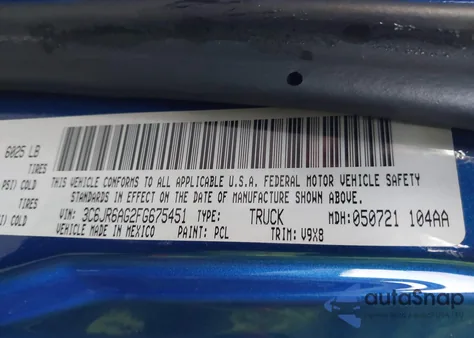 6025 LB
TIRES
PSI) COLD
TIRES
PSI) COLD
THIS VEHICLE CONFORMS TO ALL APPLICABLE U.S.A. FEDERAL MOTOR VEHICLE SAFETY
STANDARDS IN EFFECT ON THE DATE OF MANUFACTURE SHOWN ABOVE.
VIN: 3C6JR6AG2FG675451 TYPE: TRUCK MDH: 050721 104AA
VEHICLE MADE IN MEXICO PAINT: PCL TRIM: V9X8
autoSnap